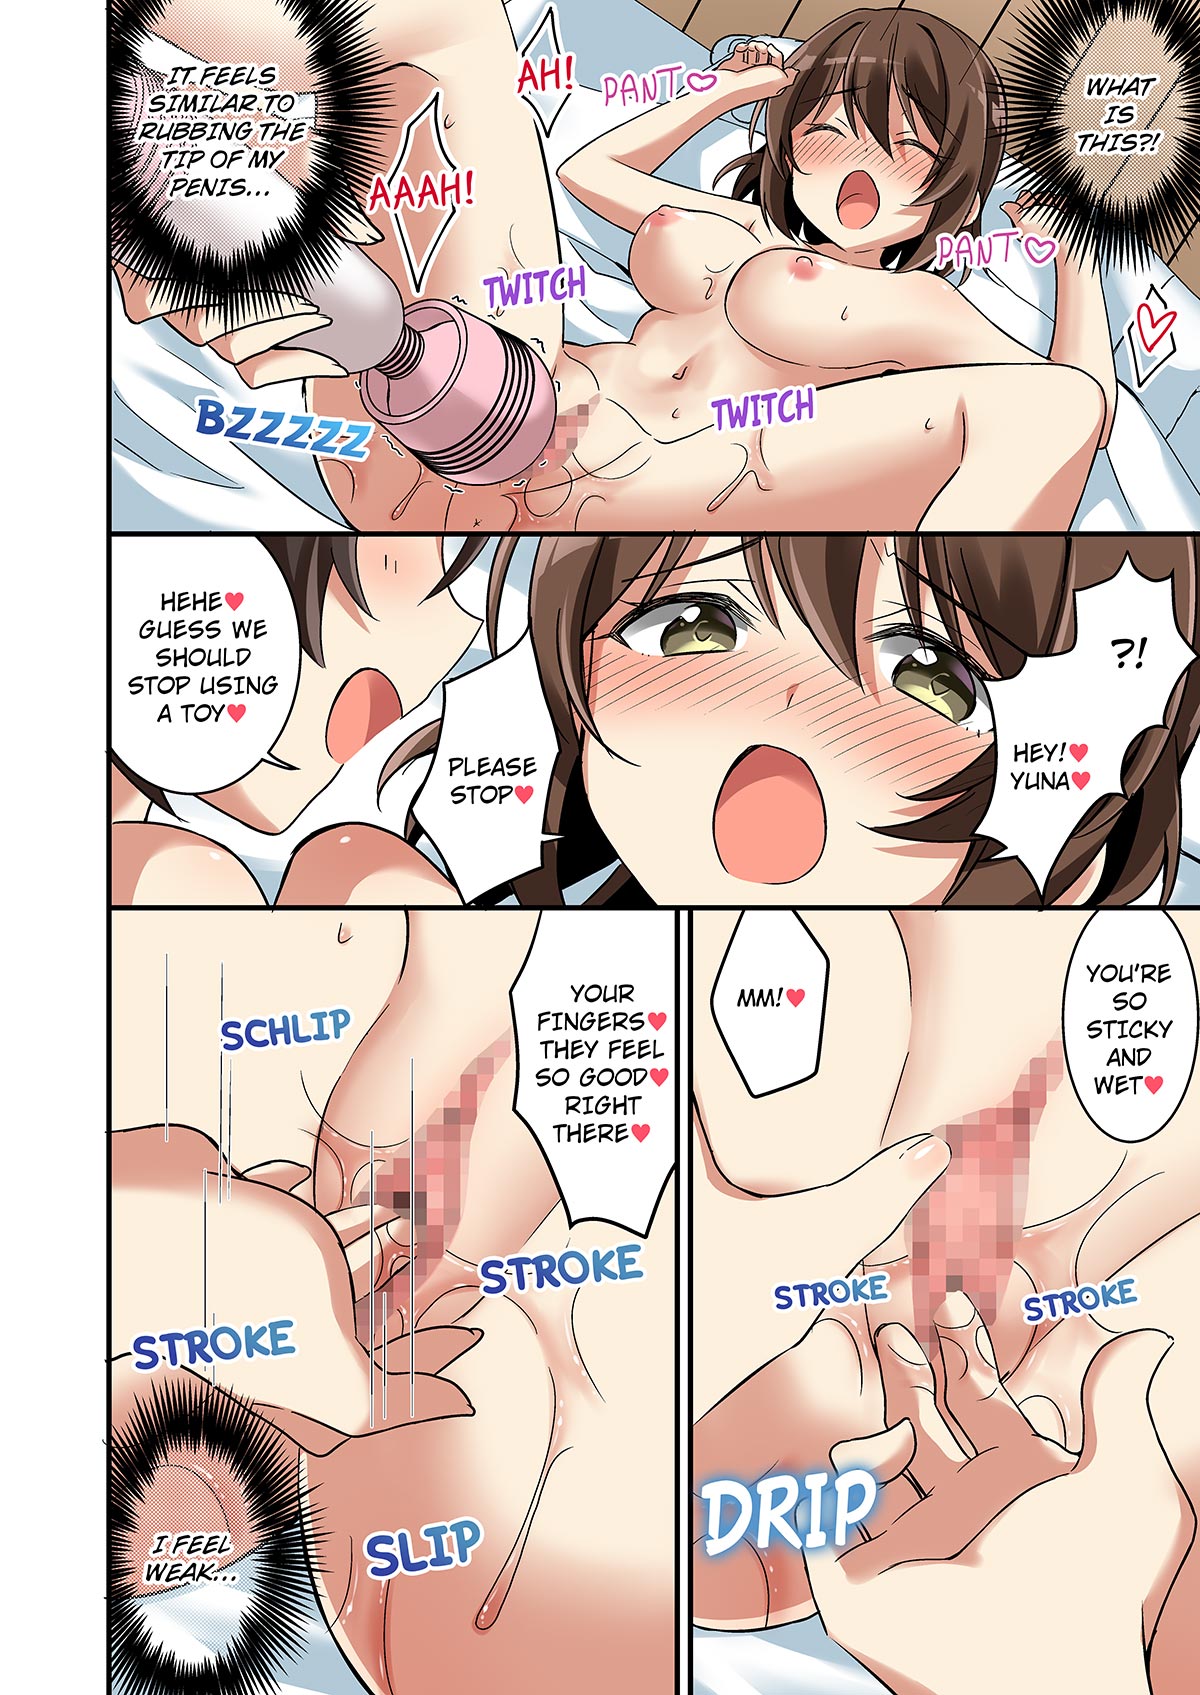 WHAT
IS
THIS?!
PANT♡
PANT♡
AH!
AAAH!
TWITCH
TWITCH
BZZZZZ
IT FEELS
SIMILAR TO
RUBBING THE
TIP OF MY
PENIS...
?!
HEY!♥
YUNA♥
PLEASE
STOP♥
HEHE♥
GUESS WE
SHOULD
STOP USING
A TOY♥
YOU'RE
SO
STICKY
AND
WET♥
MM!♥
STROKE
STROKE
DRIP
YOUR
FINGERS♥
THEY FEEL
SO GOOD♥
RIGHT
THERE♥
SCHLIP
STROKE
STROKE
SLIP
I FEEL
WEAK...